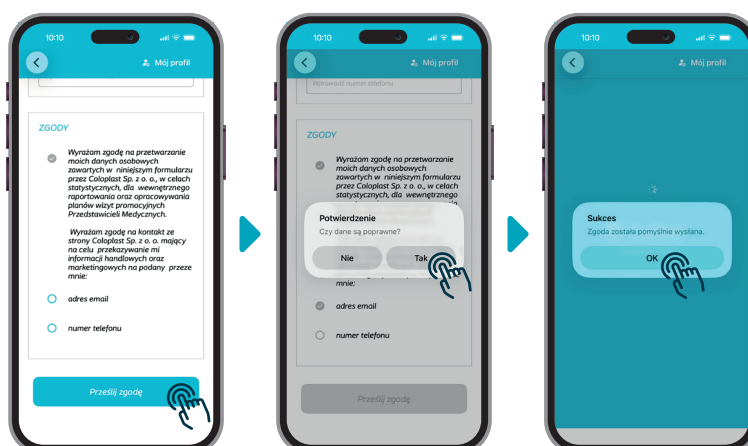 10:10
Mój profil
ZGODY
Wyrażam zgodę na przetwarzanie
moich danych osobowych
zawartych w niniejszym formularzu
przez Coloplast Sp. z o. o., w celach
statystycznych, dla wewnętrznego
raportowania oraz opracowywania
planów wizyt promocyjnych
Przedstawicieli Medycznych.
Wyrażam zgodę na kontakt ze
strony Coloplast Sp. z o. o. mający
na celu przekazywanie mi
informacji handlowych oraz
marketingowych na podany przeze
mnie:
adres email
numer telefonu
Prześlij zgodę
10:10
Mój profil
Wprowadź numer telefonu
ZGODY
Wyrażam zgodę na przetwarzanie
moich danych osobowych
zawartych w niniejszym formularzu
przez Coloplast Sp. z o. o., w celach
statystycznych, dla wewnętrznego
Potwierdzenie
Czy dane są poprawne?
Nie
Tak
mnie:
adres email
numer telefonu
Prześlij zgodę
10:10
Mój profil
Sukces
Zgoda została pomyślnie wysłana.
OK